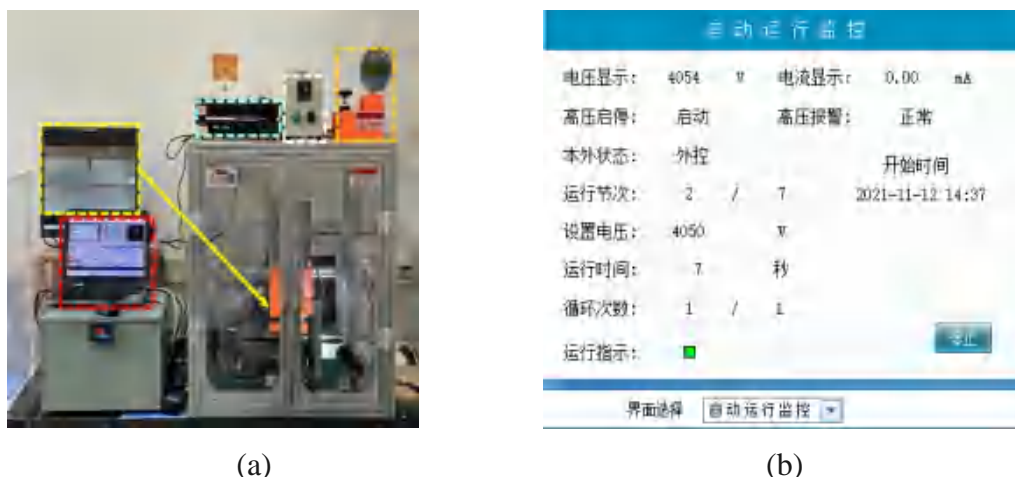 自动运行监控
电压显示: 4054 V 电流显示: 0.00 mA
高压启停: 启动 高压报警: 正常
本外状态: 外控
开始时间
运行节次: 2 / 7 2021-11-12 14:37
设置电压: 4050 V
运行时间: 7 秒
循环次数: 1 / 1
停止
运行指示:
界面选择 自动运行监控
(a) (b)